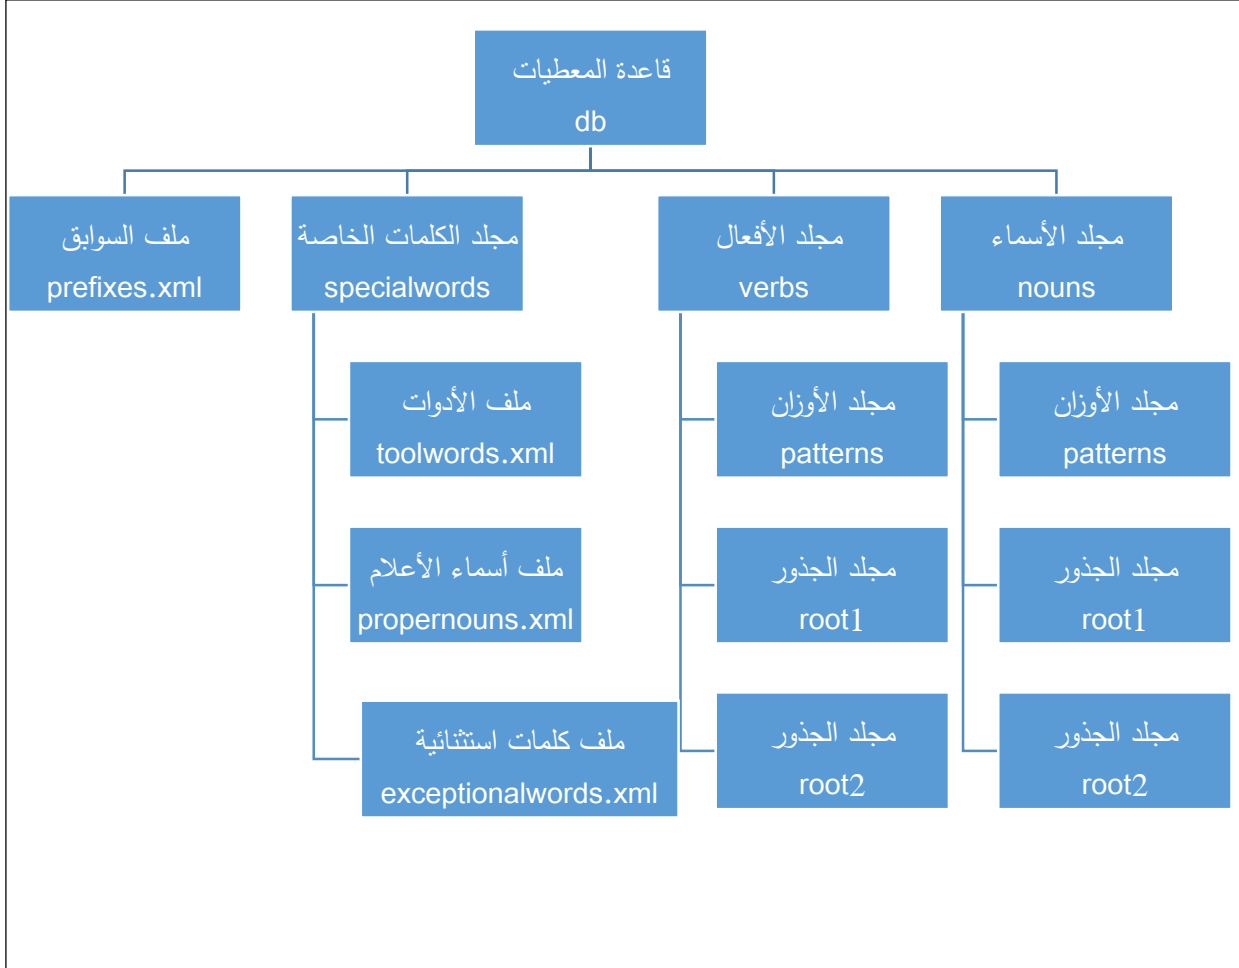 قاعدة المعطيات
db
مجلد الأسماء
nouns
مجلد الأفعال
verbs
مجلد الكلمات الخاصة
specialwords
ملف السوابق
prefixes.xml
مجلد الأوزان
patterns
مجلد الأوزان
patterns
ملف الأدوات
toolwords.xml
مجلد الجذور
root1
مجلد الجذور
root1
ملف أسماء الأعلام
propernouns.xml
مجلد الجذور
root2
مجلد الجذور
root2
ملف كلمات استثنائية
exceptionalwords.xml